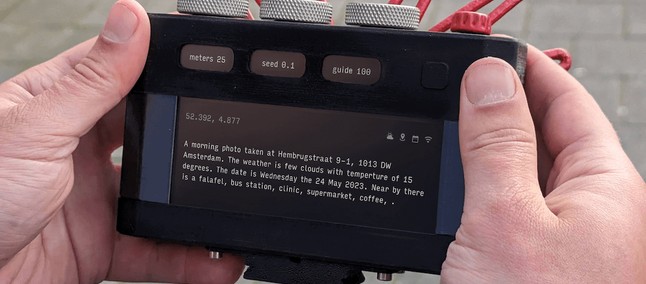 meters 25 seed 0.1 guide 100
52.392, 4.877
A morning photo taken at Hembrugstraat 9-1, 1013 DW
Amsterdam. The weather is few clouds with temperture of 15
degrees. The date is Wednesday the 24 May 2023. Near by there
is a falafel, bus station, clinic, supermarket, coffee, .